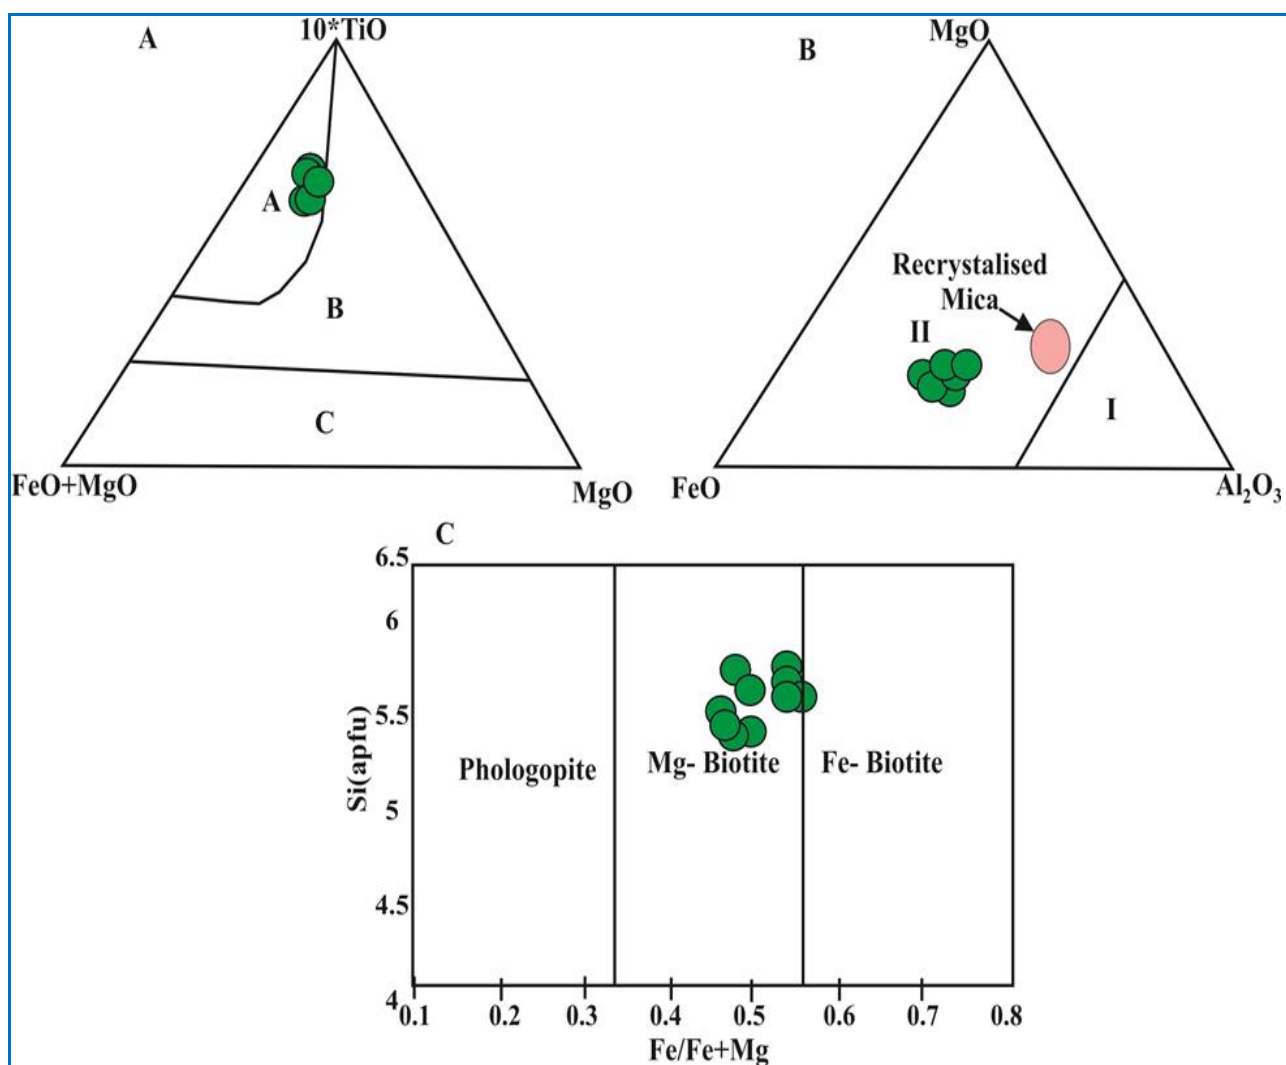 A
10*TiO
A
B
C
FeO+MgO
MgO
B
MgO
Recrystalised
Mica
II
I
FeO
Al₂O₃
C
6.5
6
5.5
5
4.5
4
Si(apfu)
Phologopite
Mg- Biotite
Fe- Biotite
0.1 0.2 0.3 0.4 0.5 0.6 0.7 0.8
Fe/Fe+Mg